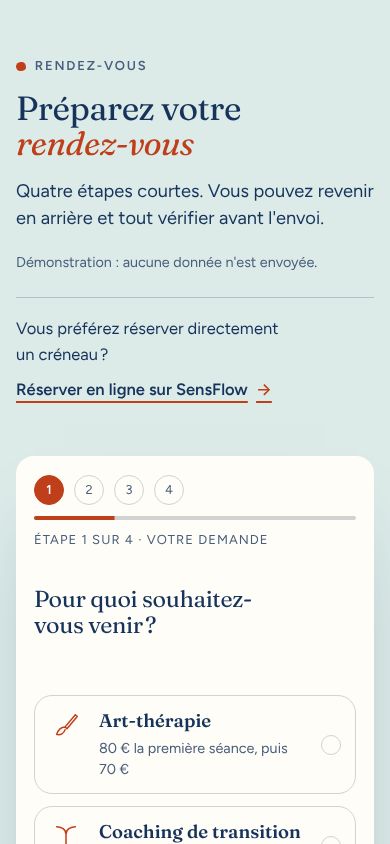 RENDEZ-VOUS
Préparez votre
rendez-vous
Quatre étapes courtes. Vous pouvez revenir
en arrière et tout vérifier avant l'envoi.
Démonstration : aucune donnée n'est envoyée.
Vous préférez réserver directement
un créneau ?
Réserver en ligne sur SensFlow →
1 2 3 4
ÉTAPE 1 SUR 4 · VOTRE DEMANDE
Pour quoi souhaitez-
vous venir ?
Art-thérapie
80 € la première séance, puis
70 €
Coaching de transition